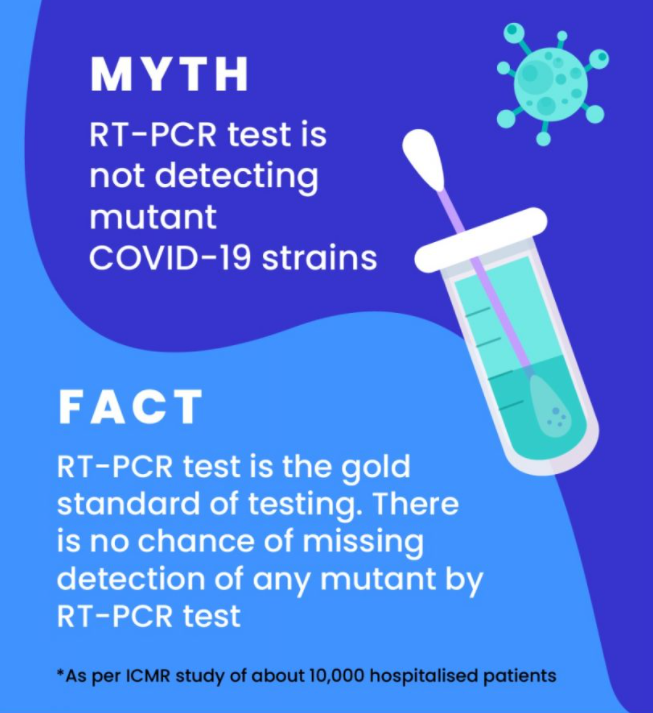 MYTH
RT-PCR test is
not detecting
mutant
COVID-19 strains
FACT
RT-PCR test is the gold
standard of testing. There
is no chance of missing
detection of any mutant by
RT-PCR test
*As per ICMR study of about 10,000 hospitalised patients